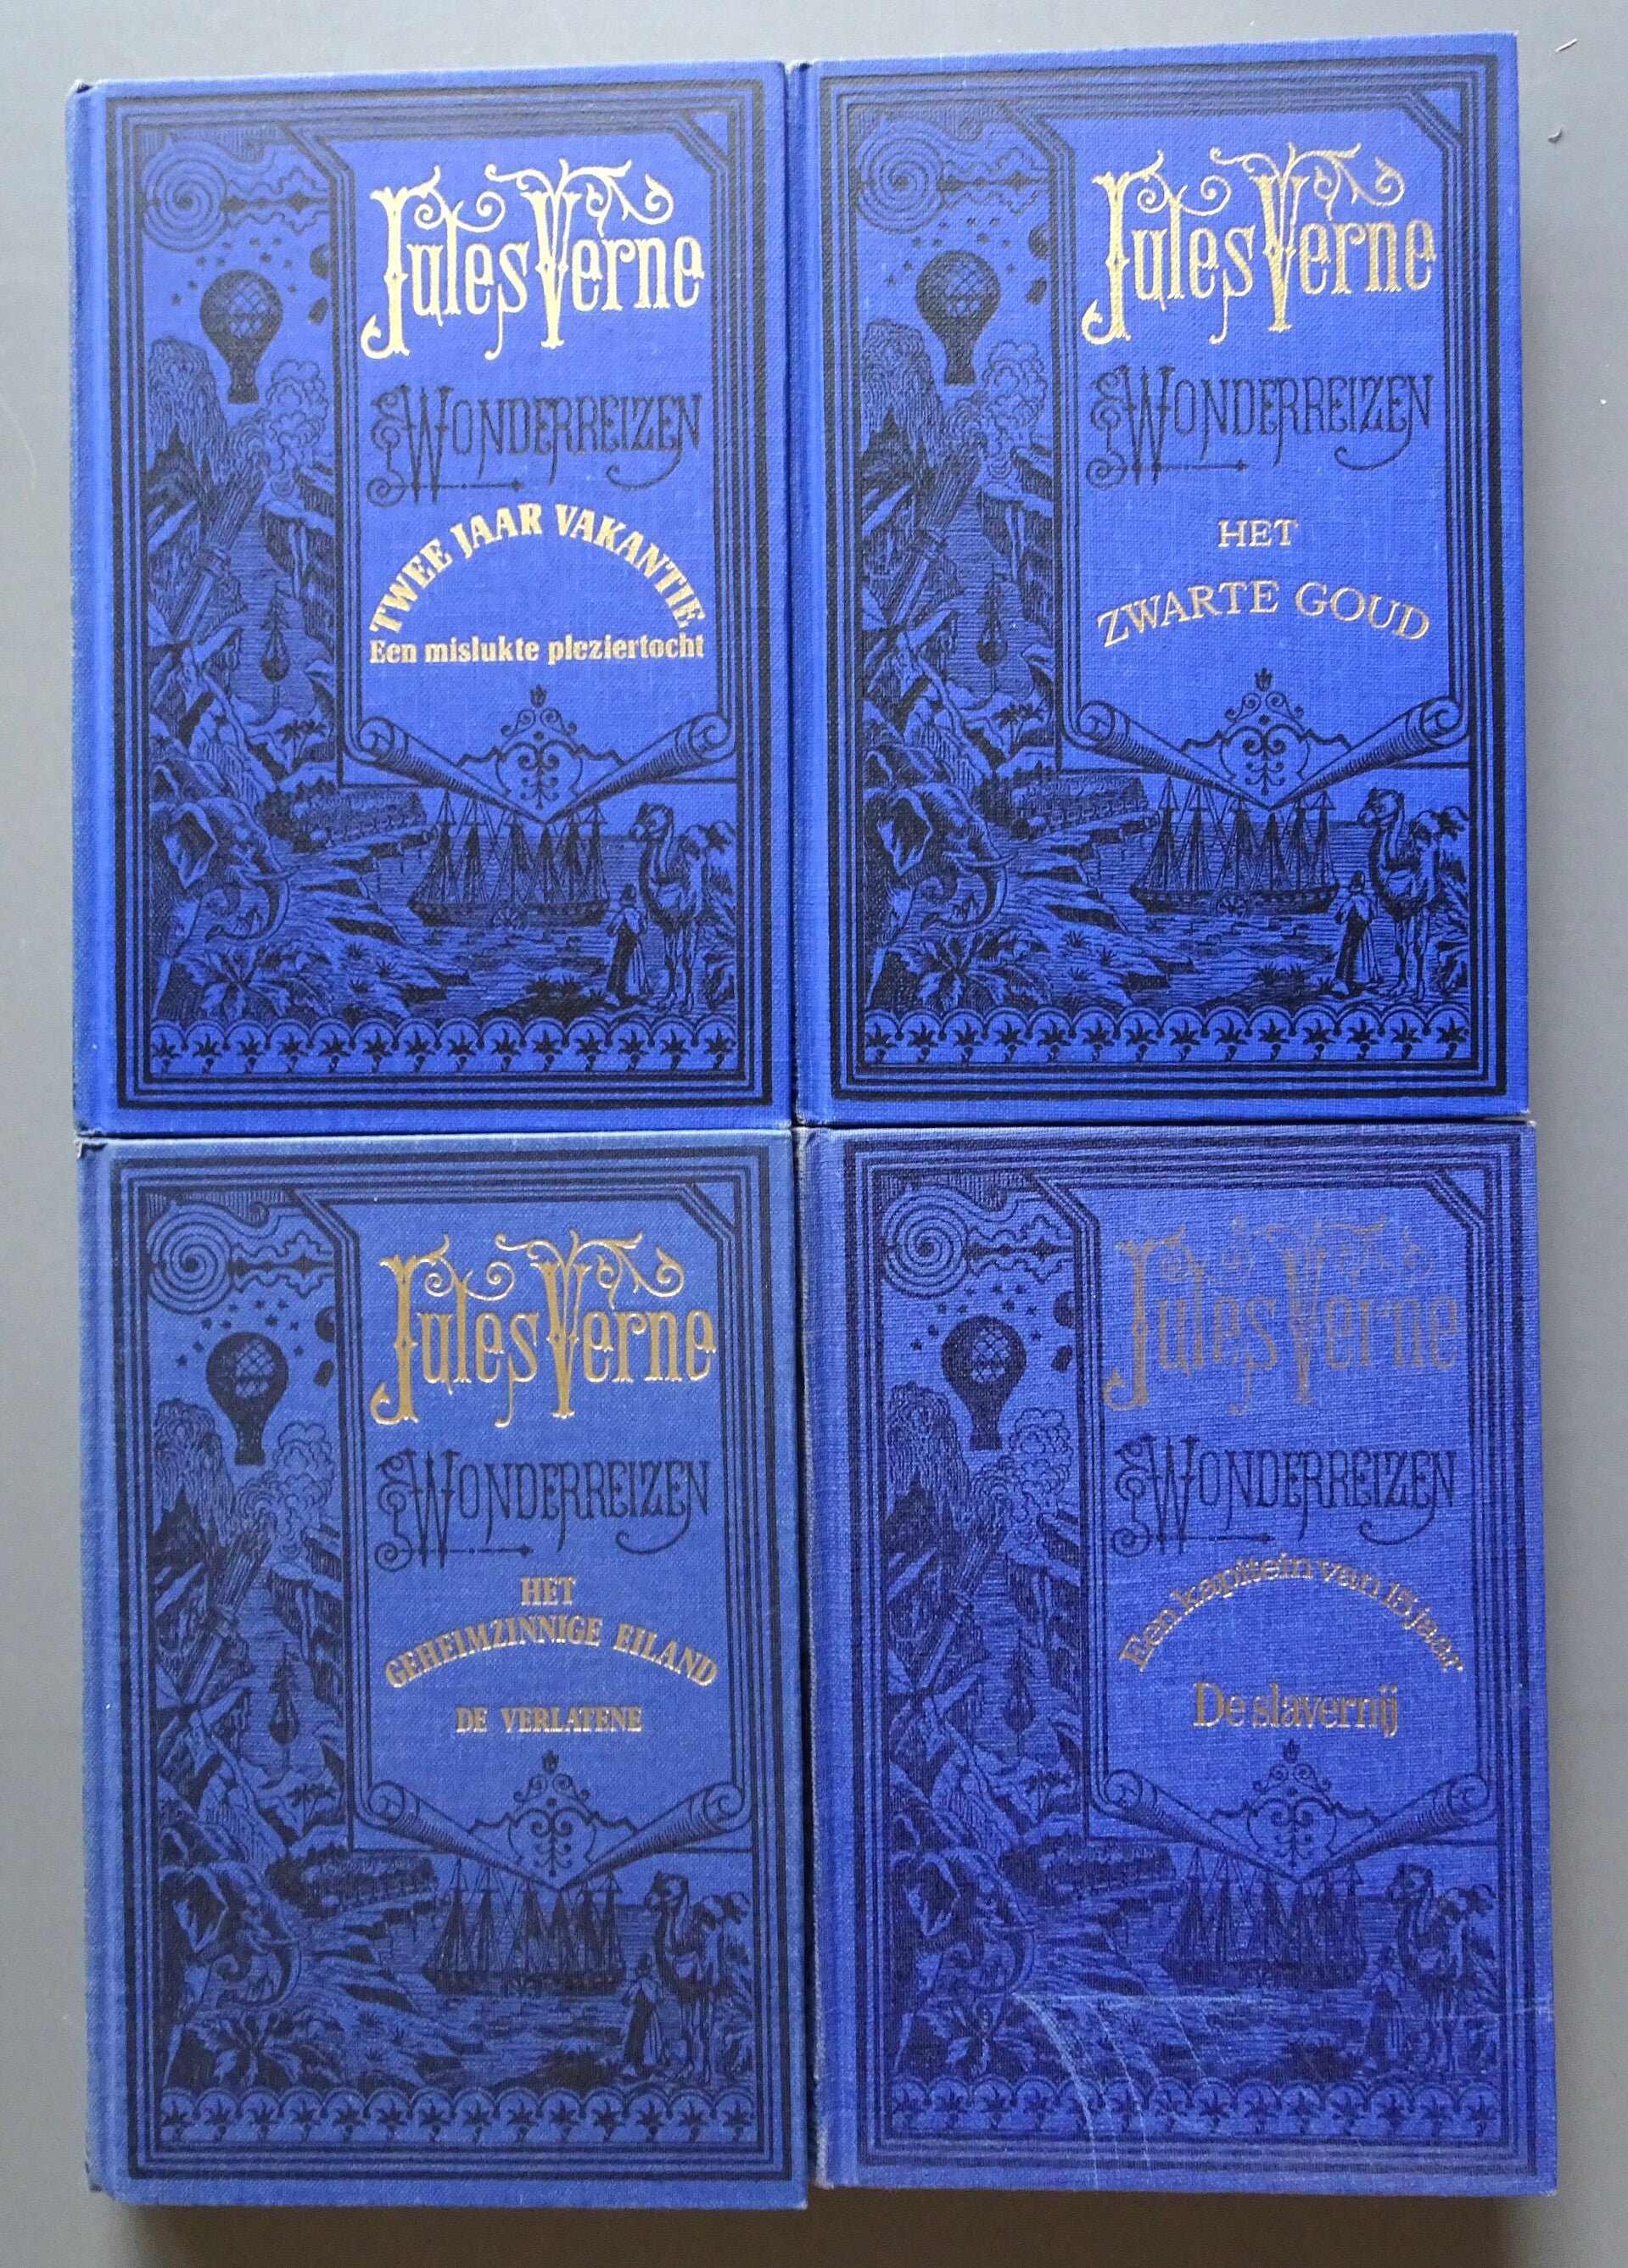 Jules Verne
WONDERREIZEN
TWEE JAAR VAKANTIE
Een mislukte pleziertocht
Jules Verne
WONDERREIZEN
HET
ZWARTE GOUD
Jules Verne
WONDERREIZEN
HET
GEHEIMZINNIGE EILAND
DE VERLATENE
Jules Verne
WONDERREIZEN
Een kapitein van 15 jaar
De slavernij